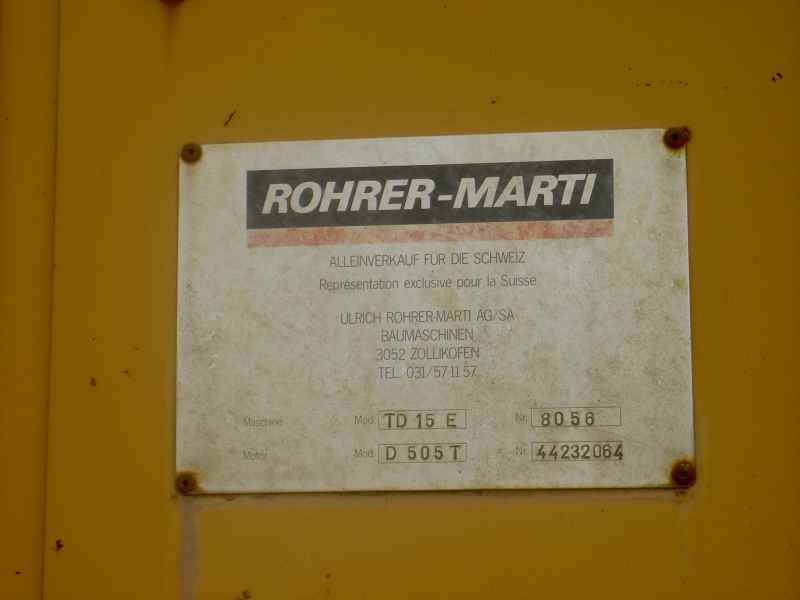 ROHRER-MARTI
ALLEINVERKAUF FÜR DIE SCHWEIZ
Représentation exclusive pour la Suisse
ULRICH ROHRER-MARTI AG/SA
BAUMASCHINEN
3052 ZOLLIKOFEN
TEL. 031/57 11 57
Maschine Mod. TD 15 E Nr. 8056
Motor Mod. D 505 T Nr. 44232064